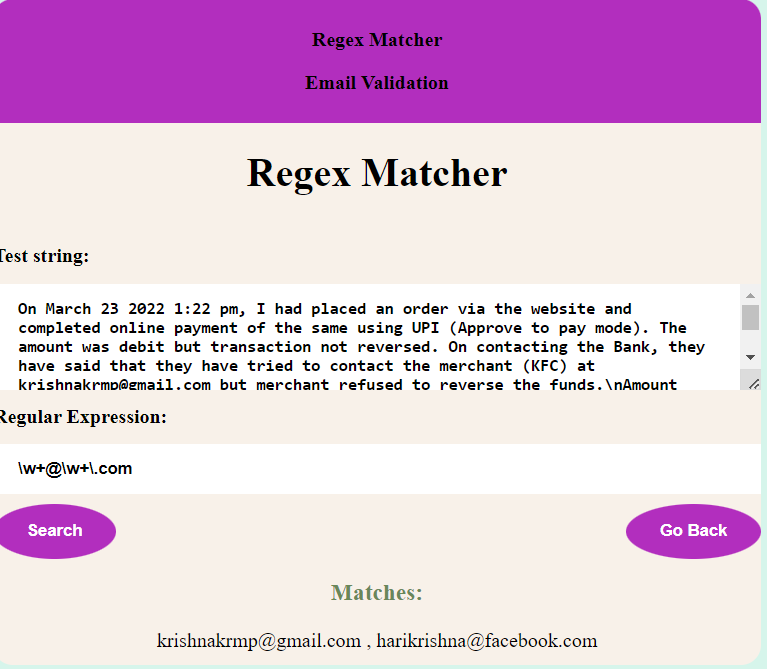 Regex Matcher
Email Validation
Regex Matcher
Test string:
On March 23 2022 1:22 pm, I had placed an order via the website and
completed online payment of the same using UPI (Approve to pay mode). The
amount was debit but transaction not reversed. On contacting the Bank, they
have said that they have tried to contact the merchant (KFC) at
krishnakrmp@gmail.com but merchant refused to reverse the funds.\nAmount
Regular Expression:
\w+@\w+\.com
Search
Go Back
Matches:
krishnakrmp@gmail.com , harikrishna@facebook.com